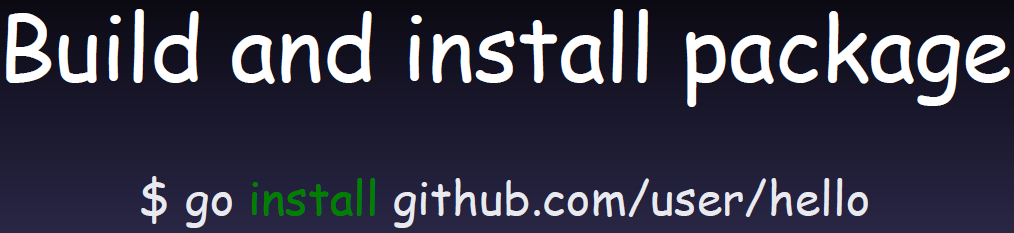 Build and install package
$ go install github.com/user/hello